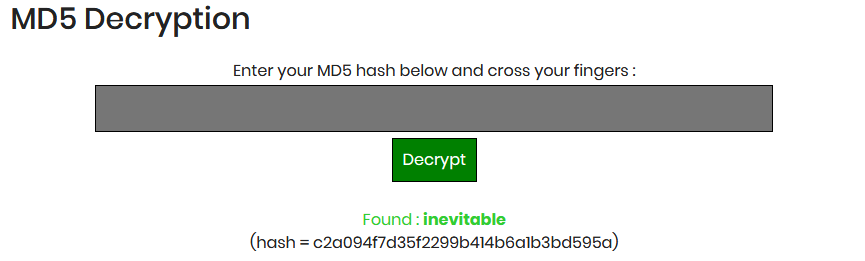 MD5 Decryption
Enter your MD5 hash below and cross your fingers :
Decrypt
Found : inevitable
(hash = c2a094f7d35f2299b414b6a1b3bd595a)